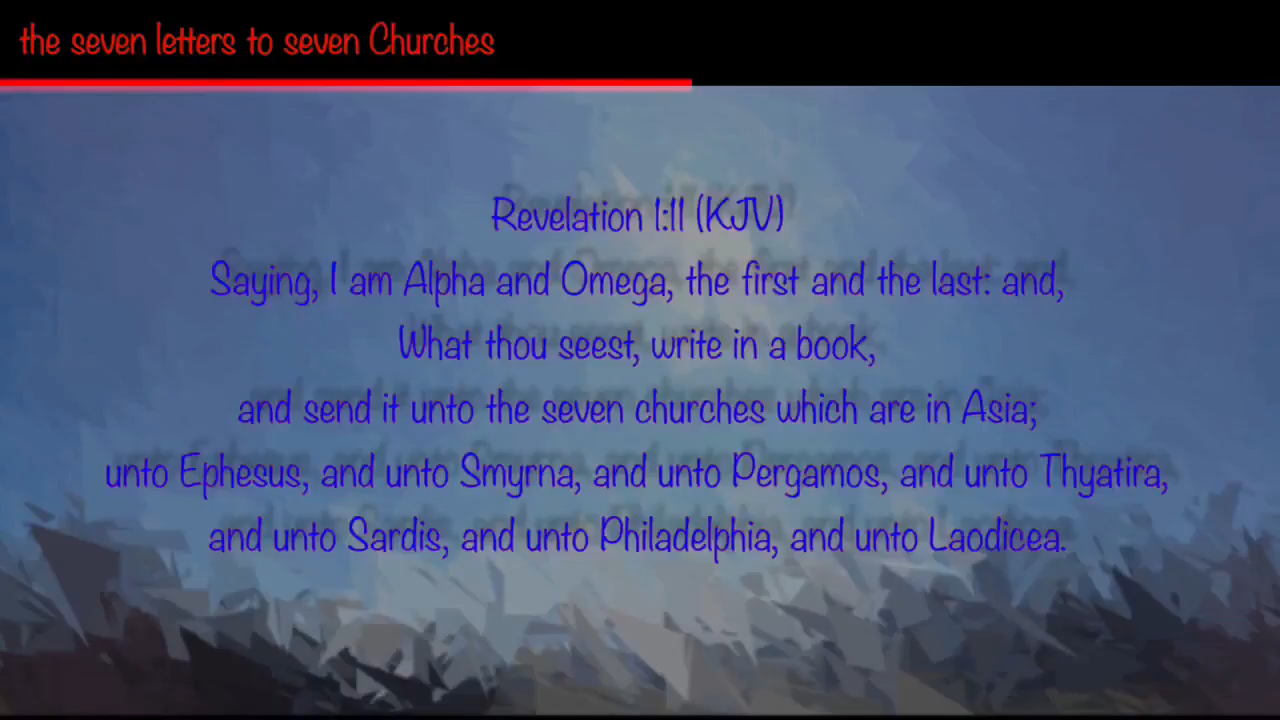 the seven letters to seven Churches
Revelation 1:11 (KJV)
Saying, I am Alpha and Omega, the first and the last: and,
What thou seest, write in a book,
and send it unto the seven churches which are in Asia;
unto Ephesus, and unto Smyrna, and unto Pergamos, and unto Thyatira,
and unto Sardis, and unto Philadelphia, and unto Laodicea.